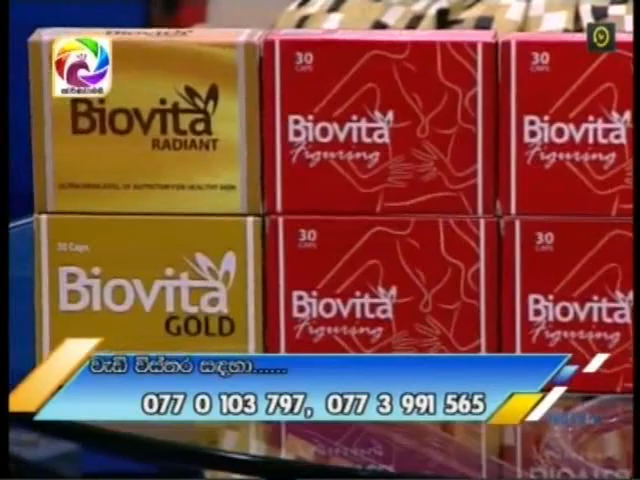 Biovita
RADIANT
30
CAPS
Biovita
Figuring
Biovita
Figuring
30
CAPS
30 Caps
Biovita
GOLD
30
CAPS
Biovita
Figuring
30
CAPS
Biovita
Figuring
වැඩි විස්තර සඳහා......
077 0 103 797, 077 3 991 565